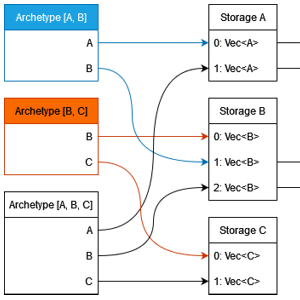 Archetype [A, B]
A
B
Archetype [B, C]
B
C
Archetype [A, B, C]
A
B
C
Storage A
0: Vec<A>
1: Vec<A>
Storage B
0: Vec<B>
1: Vec<B>
2: Vec<B>
Storage C
0: Vec<C>
1: Vec<C>